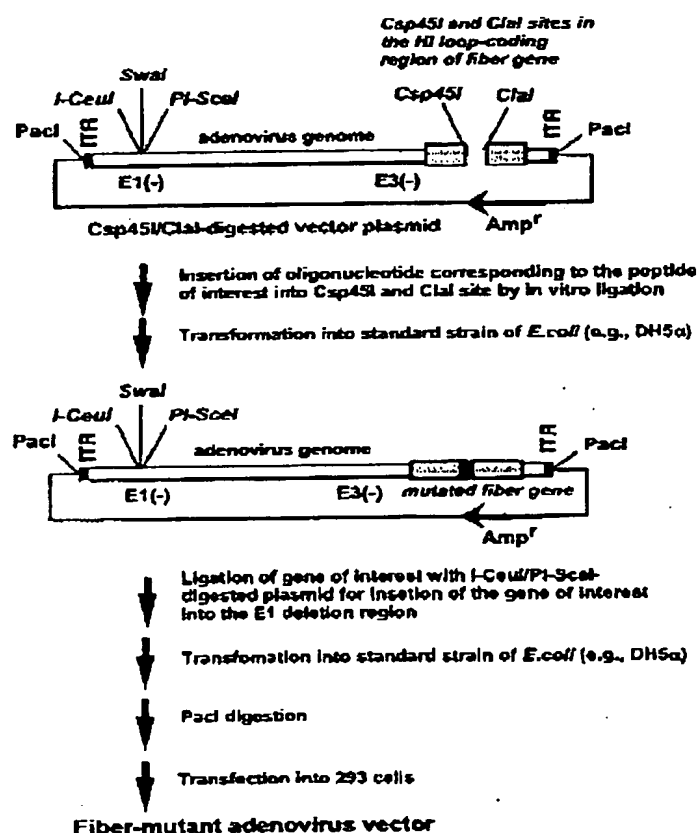 Csp45I and ClaI sites in
the HI loop-coding
region of fiber gene
SwaI
I-CeuI
PI-SceI
Csp45I
ClaI
PacI
ITR
adenovirus genome
ITR
PacI
E1(-)
E3(-)
Csp45I/ClaI-digested vector plasmid
Ampr
Insertion of oligonucleotide corresponding to the peptide
of interest into Csp45I and ClaI site by in vitro ligation
Transformation into standard strain of E.coli (e.g., DH5α)
SwaI
I-CeuI
PI-SceI
PacI
ITR
adenovirus genome
ITR
PacI
E1(-)
E3(-)
mutated fiber gene
Ampr
Ligation of gene of interest with I-CeuI/PI-SceI-
digested plasmid for insetion of the gene of interest
into the E1 deletion region
Transfomation into standard strain of E.coli (e.g., DH5α)
PacI digestion
Transfection into 293 cells
Fiber-mutant adenovirus vector